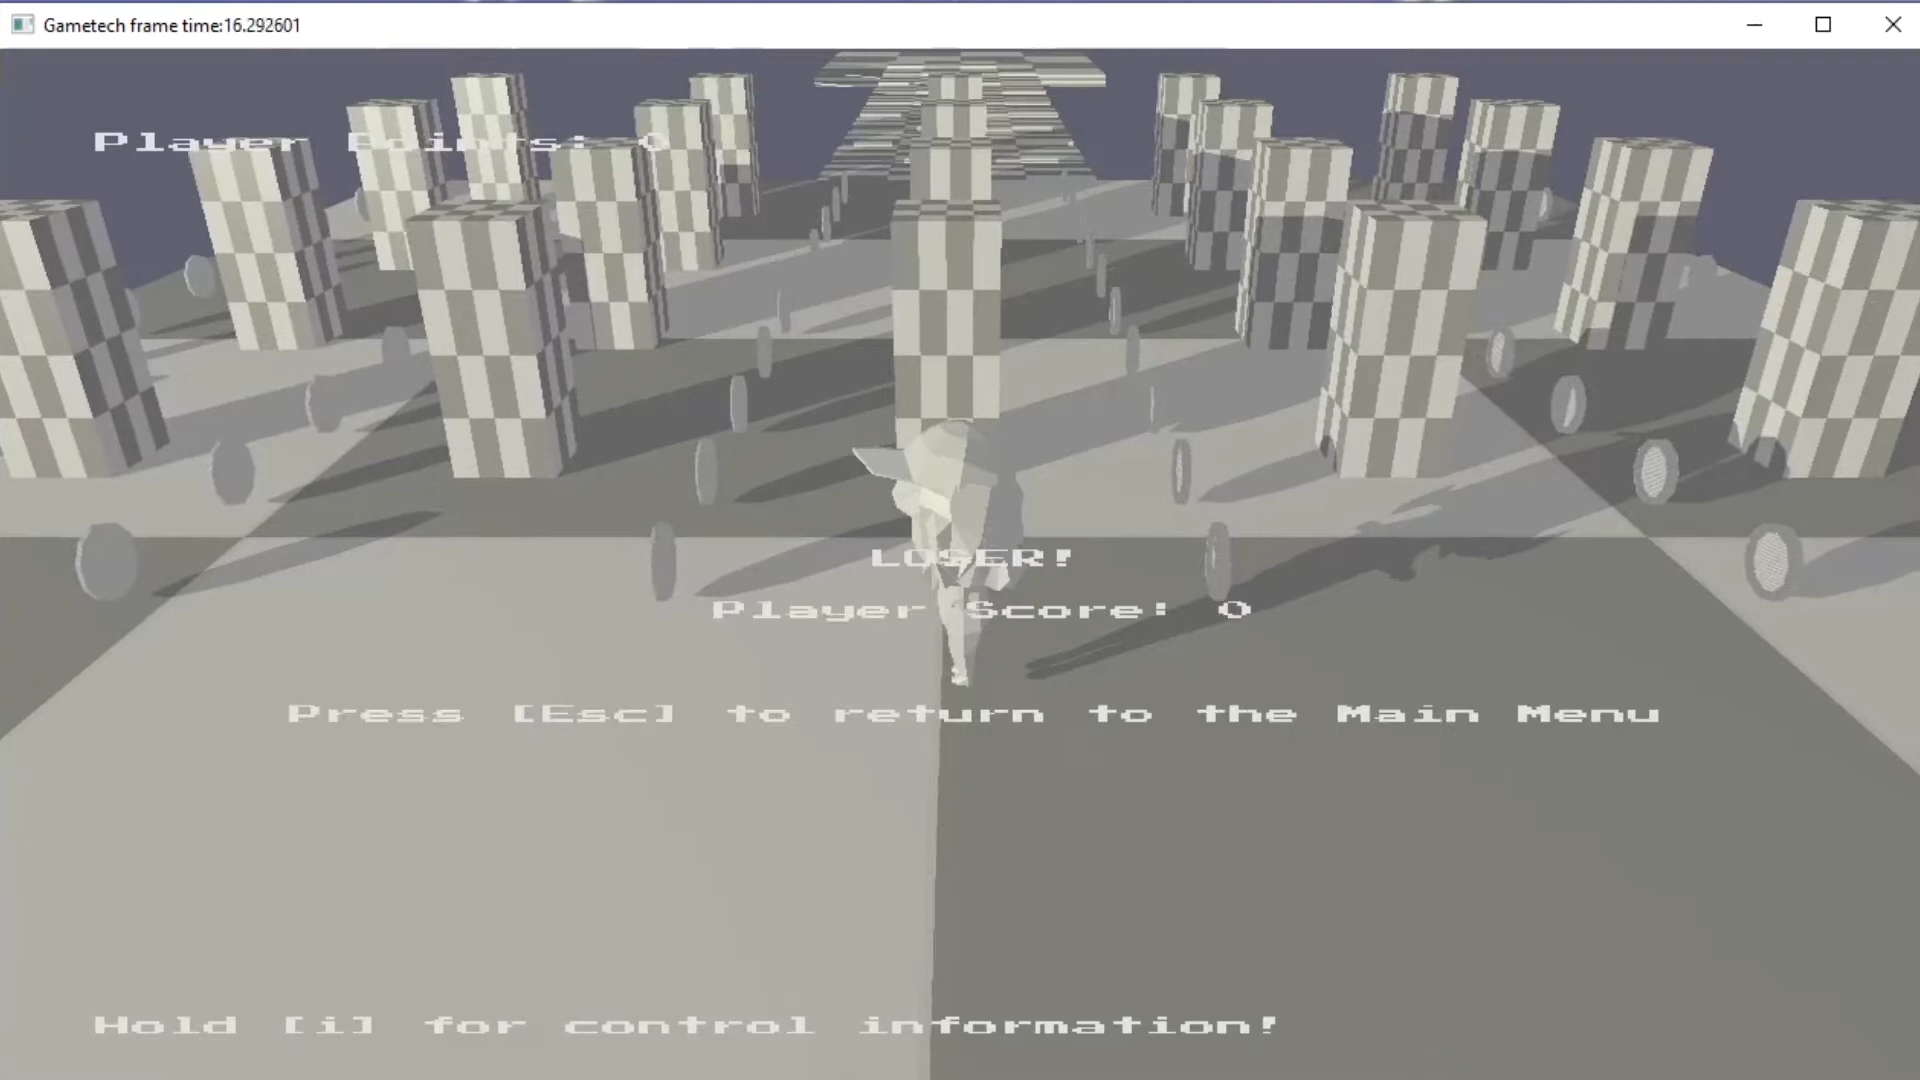 Gametech frame time:16.292601
Player Points: 0
LOSER!
Player Score: 0
Press [Esc] to return to the Main Menu
Hold [i] for control information!